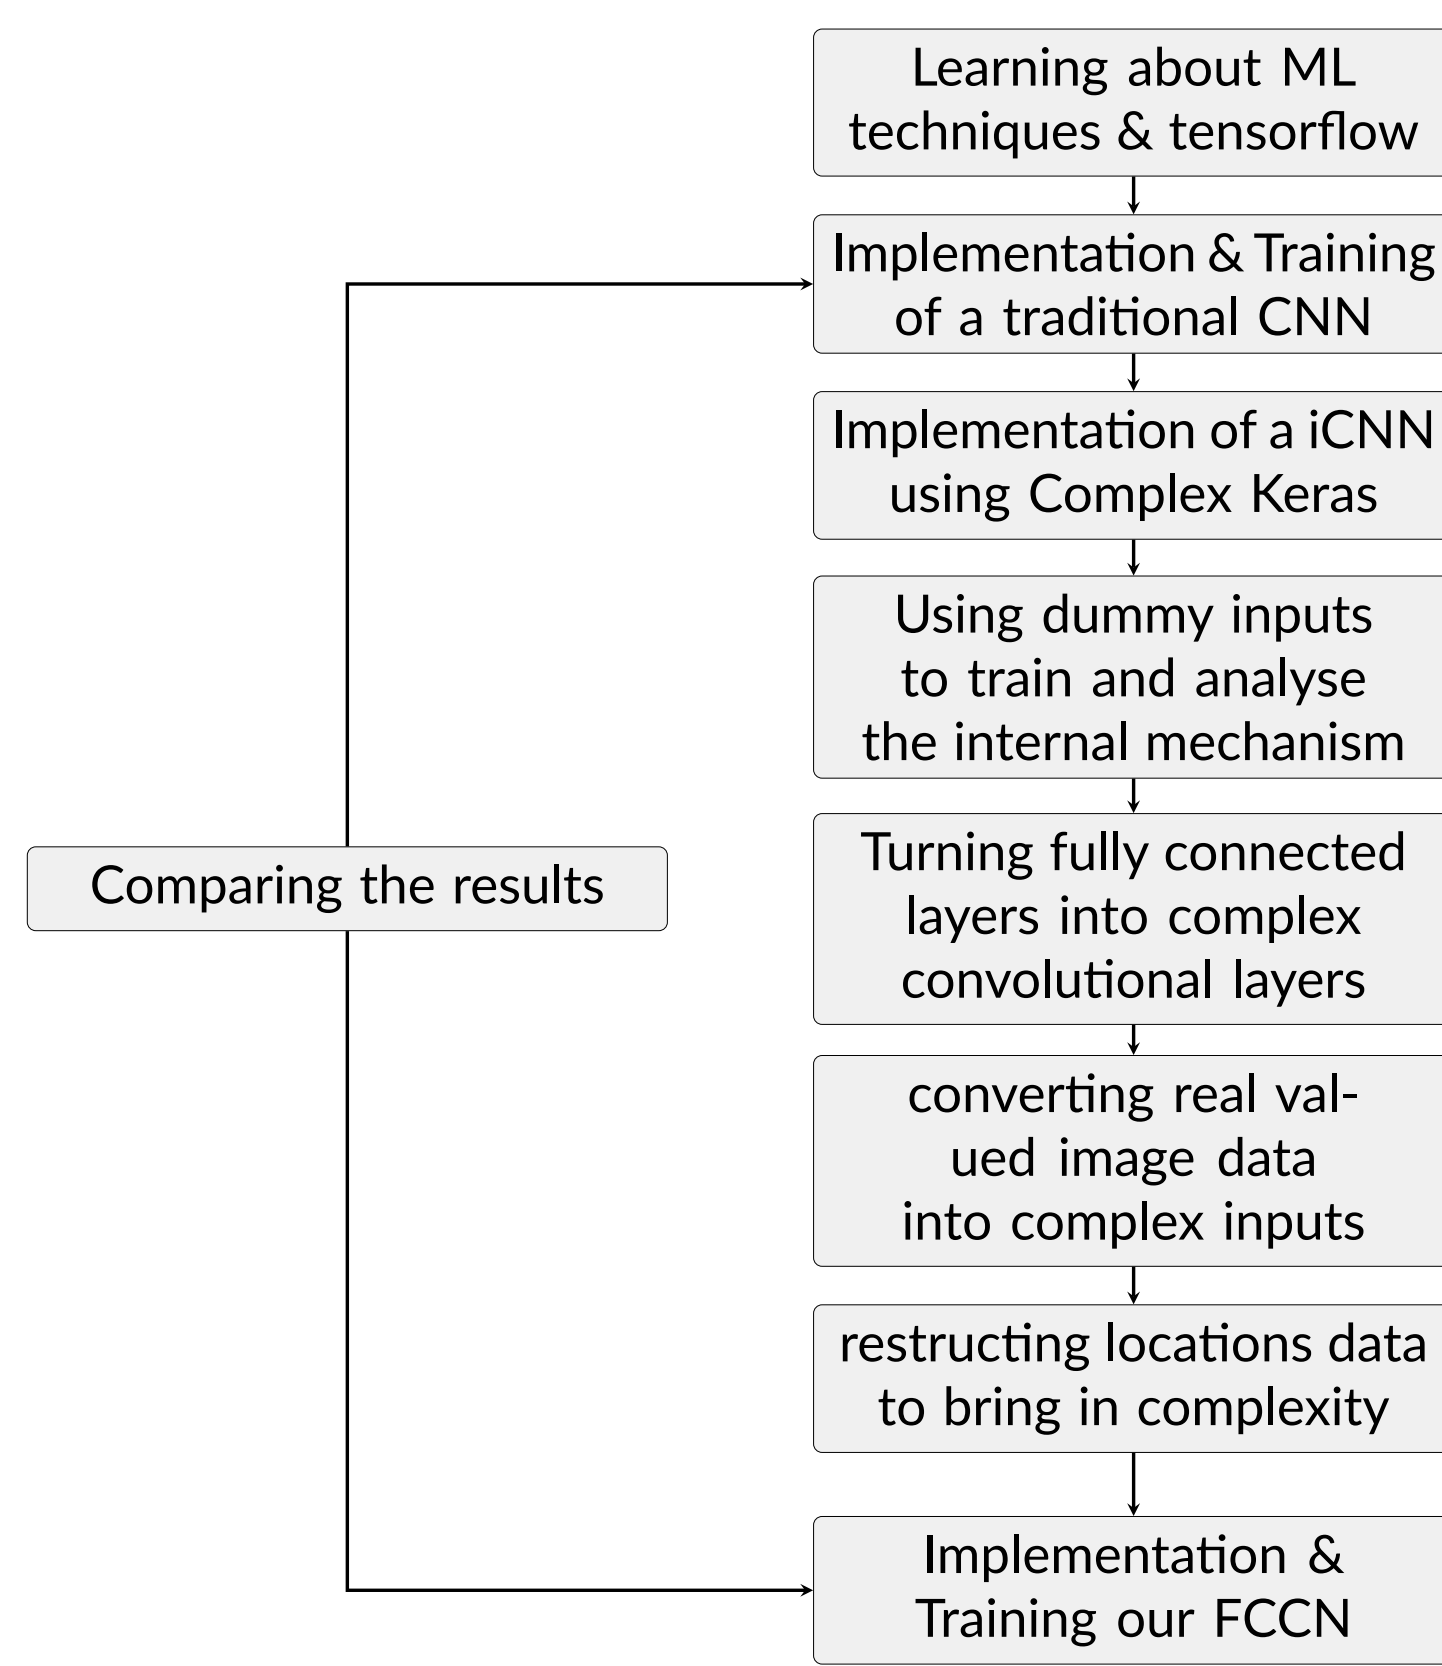 Learning about ML
techniques & tensorflow
Implementation & Training
of a traditional CNN
Implementation of a iCNN
using Complex Keras
Using dummy inputs
to train and analyse
the internal mechanism
Comparing the results
Turning fully connected
layers into complex
convolutional layers
converting real val-
ued image data
into complex inputs
restructing locations data
to bring in complexity
Implementation &
Training our FCCN